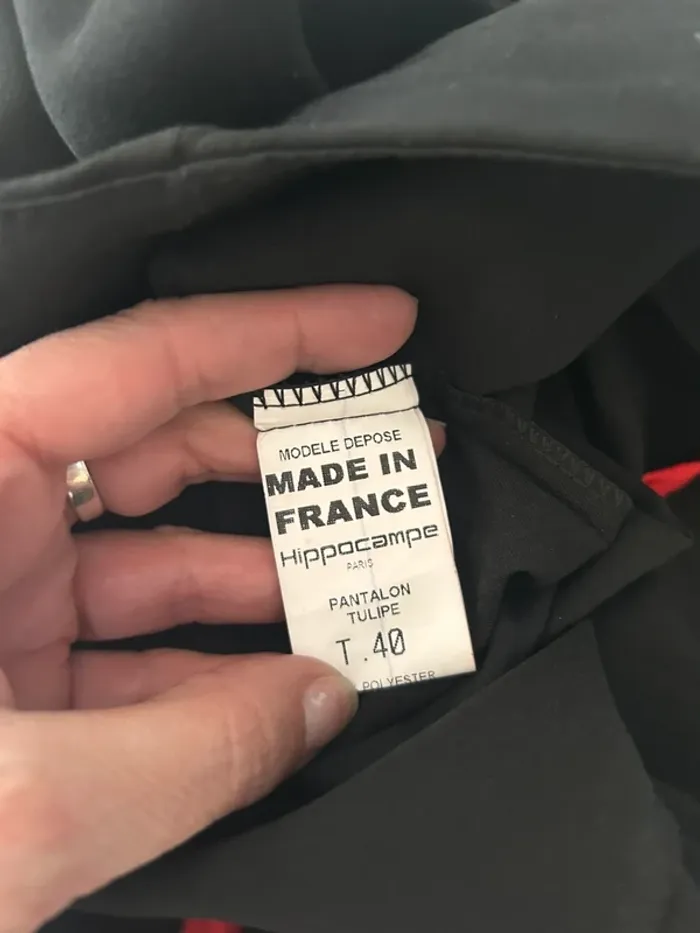 MODELE DEPOSE
MADE IN
FRANCE
Hippocampe
PARIS
PANTALON
TULIPE
T.40
POLYESTER